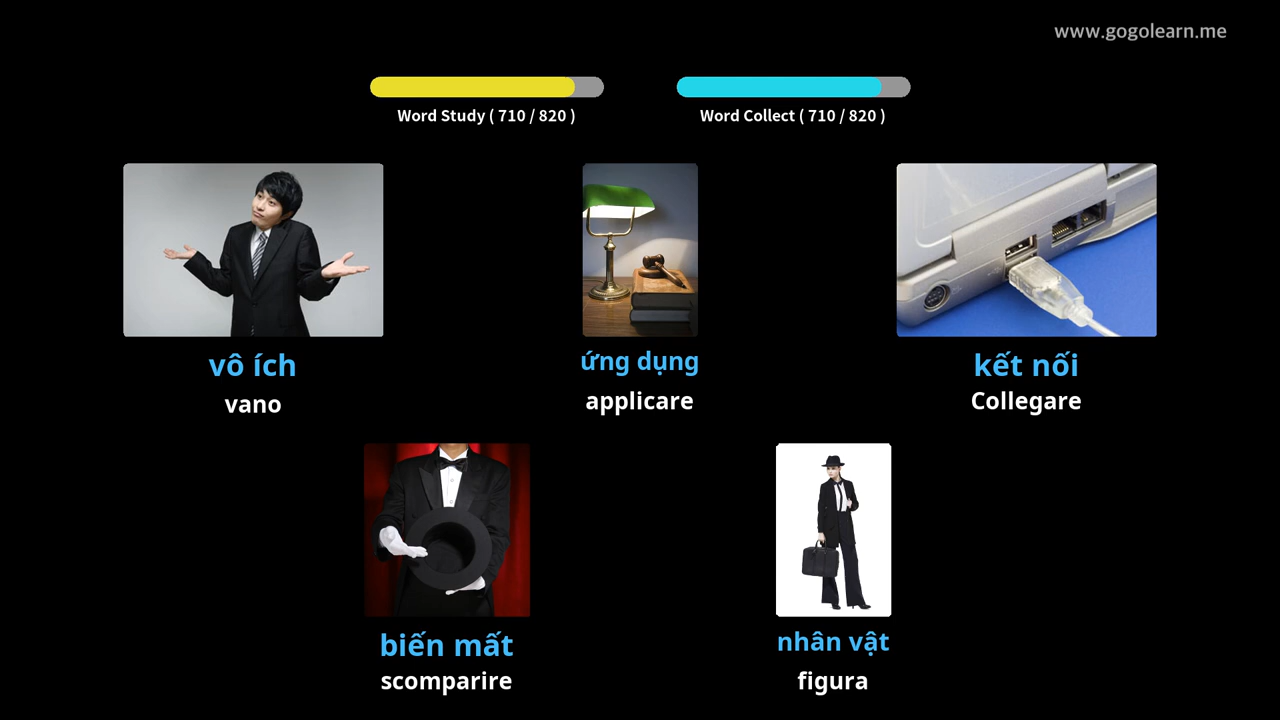 www.gogolearn.me
Word Study ( 710 / 820 )
Word Collect ( 710 / 820 )
vô ích
vano
ứng dụng
applicare
kết nối
Collegare
biến mất
scomparire
nhân vật
figura